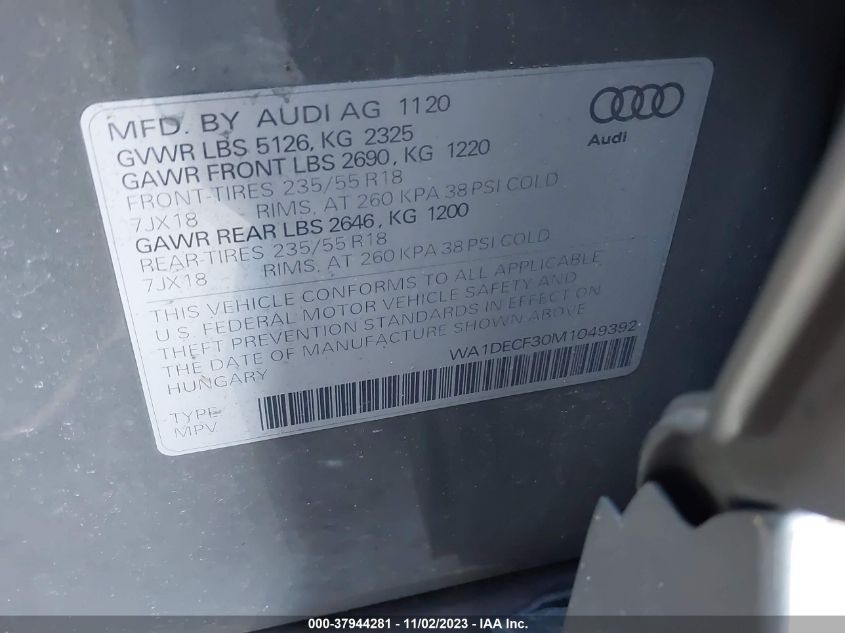 MFD. BY AUDI AG 1120
GVWR LBS 5126, KG 2325
GAWR FRONT LBS 2690, KG 1220
FRONT-TIRES 235/55 R18
7JX18 RIMS, AT 260 KPA 38 PSI COLD
GAWR REAR LBS 2646, KG 1200
REAR-TIRES 235/55 R18
7JX18 RIMS, AT 260 KPA 38 PSI COLD
Audi
THIS VEHICLE CONFORMS TO ALL APPLICABLE
U.S. FEDERAL MOTOR VEHICLE SAFETY AND
THEFT PREVENTION STANDARDS IN EFFECT ON
THE DATE OF MANUFACTURE SHOWN ABOVE
HUNGARY WA1DECF30M1049392
TYPE
MPV
000-37944281 - 11/02/2023 - IAA Inc.